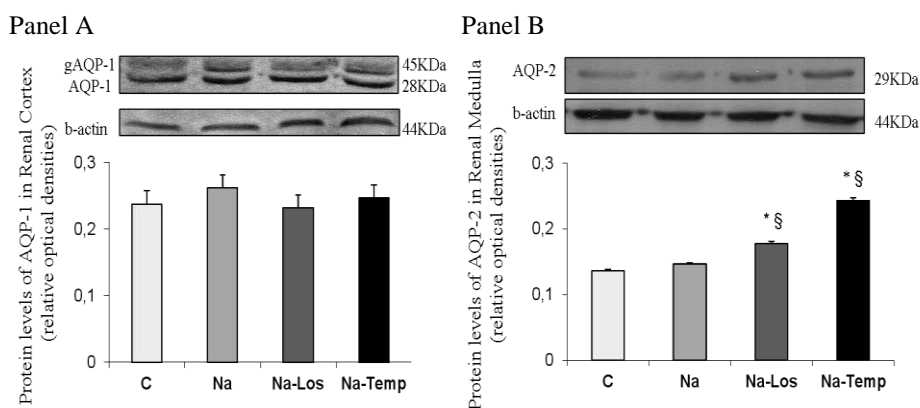 Panel A
gAQP-1
45KDa
AQP-1
28KDa
b-actin
44KDa
Protein levels of AQP-1 in Renal Cortex
(relative optical densities)
0,3
0,2
0,1
0
C Na Na-Los Na-Temp
Panel B
AQP-2
29KDa
b-actin
44KDa
Protein levels of AQP-2 in Renal Medulla
(relative optical densities)
0,3
0,2
0,1
0
* §
* §
C Na Na-Los Na-Temp